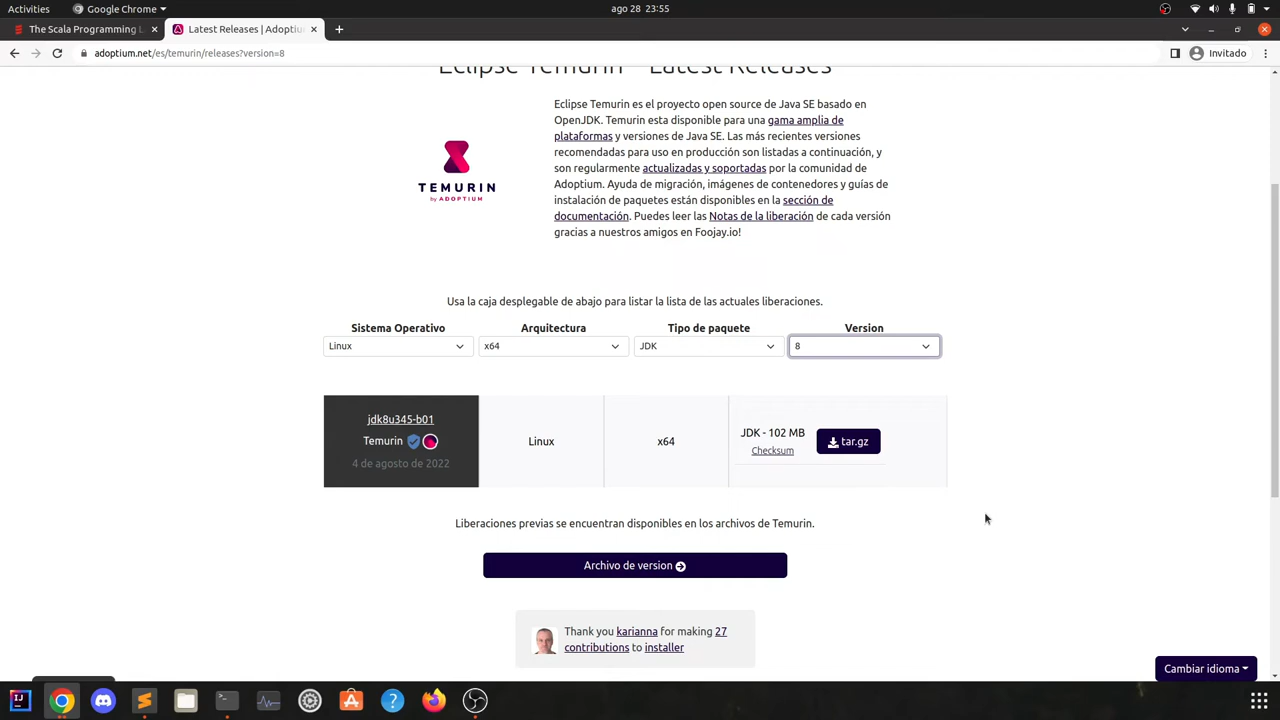 Activities
Google Chrome
ago 28 23:55
The Scala Programming L
Latest Releases | Adoptiu
adoptium.net/es/temurin/releases?version=8
Invitado
Eclipse Temurin™ Latest Releases
TEMURIN
by ADOPTIUM
Eclipse Temurin es el proyecto open source de Java SE basado en
OpenJDK. Temurin esta disponible para una gama amplia de
plataformas y versiones de Java SE. Las más recientes versiones
recomendadas para uso en producción son listadas a continuación, y
son regularmente actualizadas y soportadas por la comunidad de
Adoptium. Ayuda de migración, imágenes de contenedores y guías de
instalación de paquetes están disponibles en la sección de
documentación. Puedes leer las Notas de la liberación de cada versión
gracias a nuestros amigos en Foojay.io!
Usa la caja desplegable de abajo para listar la lista de las actuales liberaciones.
Sistema Operativo Arquitectura Tipo de paquete Version
Linux x64 JDK 8
jdk8u345-b01
Temurin
4 de agosto de 2022
Linux
x64
JDK - 102 MB
Checksum
tar.gz
Liberaciones previas se encuentran disponibles en los archivos de Temurin.
Archivo de version
Thank you karianna for making 27
contributions to installer
Cambiar idioma